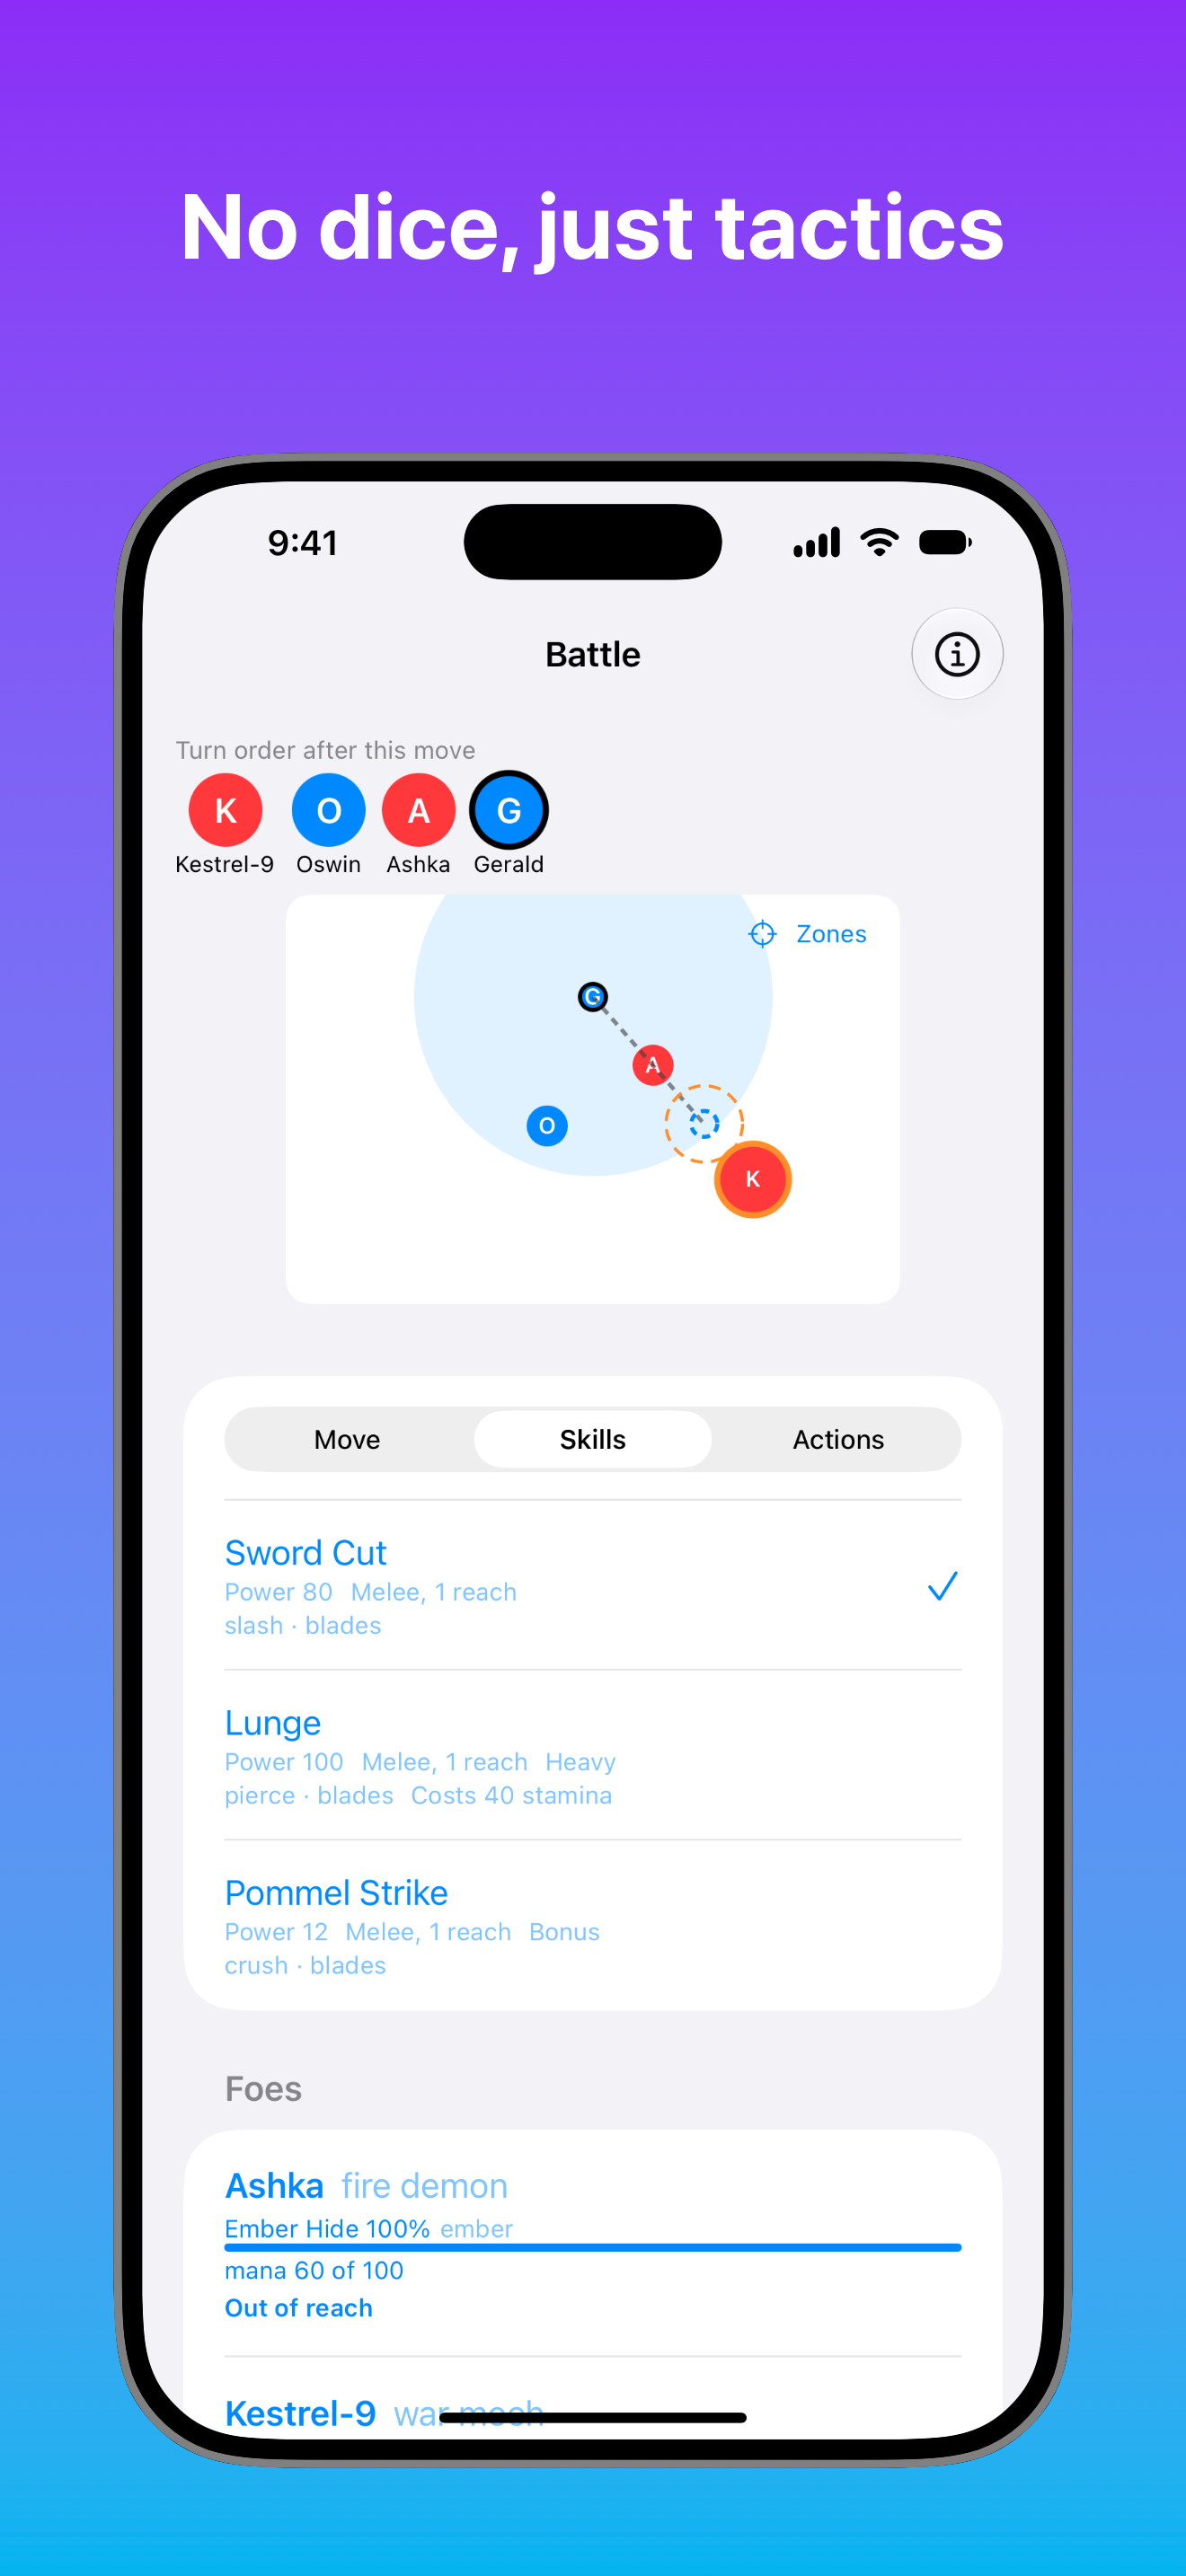 No dice, just tactics
9:41
Battle
Turn order after this move
K O A G
Kestrel-9 Oswin Ashka Gerald
Zones
G
A
O
K
Move Skills Actions
Sword Cut
Power 80 Melee, 1 reach
slash · blades
Lunge
Power 100 Melee, 1 reach Heavy
pierce · blades Costs 40 stamina
Pommel Strike
Power 12 Melee, 1 reach Bonus
crush · blades
Foes
Ashka fire demon
Ember Hide 100% ember
mana 60 of 100
Out of reach
Kestrel-9 war mech